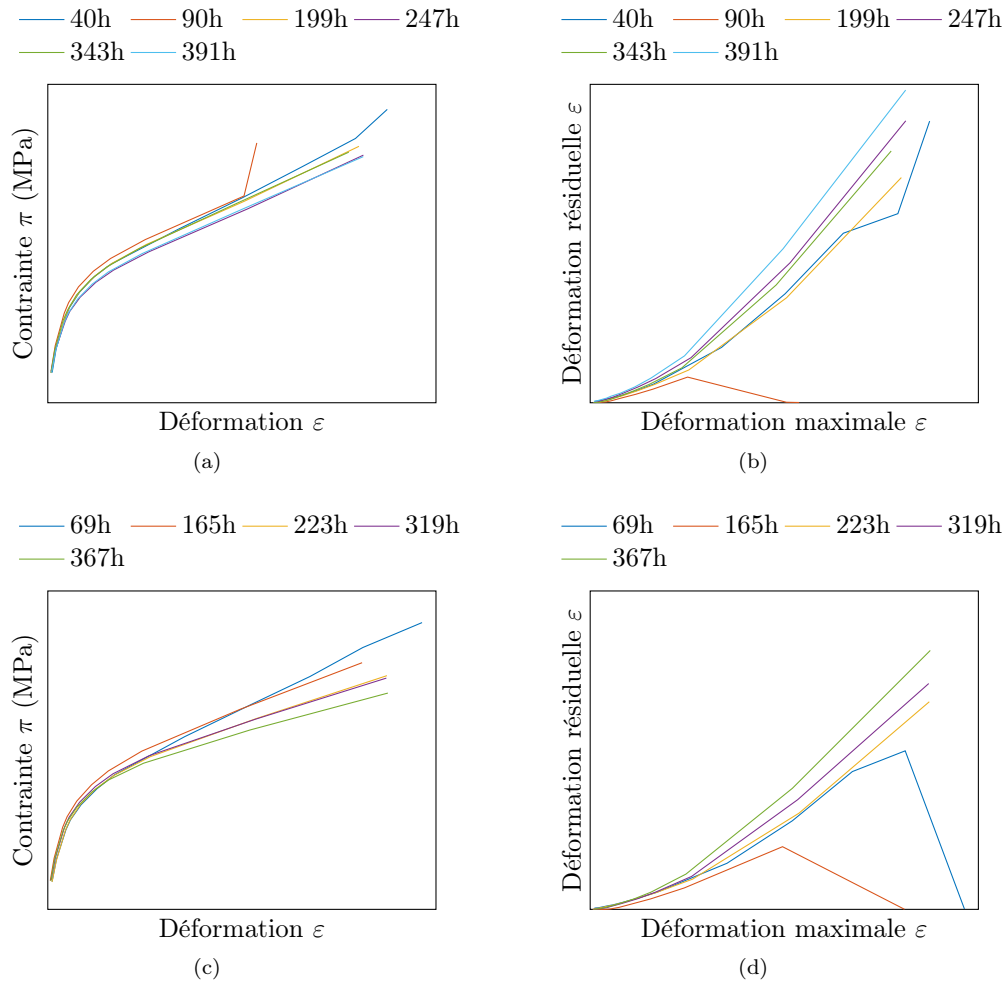 40h 90h 199h 247h
343h 391h
Contrainte π (MPa)
Déformation ε
(a)
40h 90h 199h 247h
343h 391h
Déformation résiduelle ε
Déformation maximale ε
(b)
69h 165h 223h 319h
367h
Contrainte π (MPa)
Déformation ε
(c)
69h 165h 223h 319h
367h
Déformation résiduelle ε
Déformation maximale ε
(d)